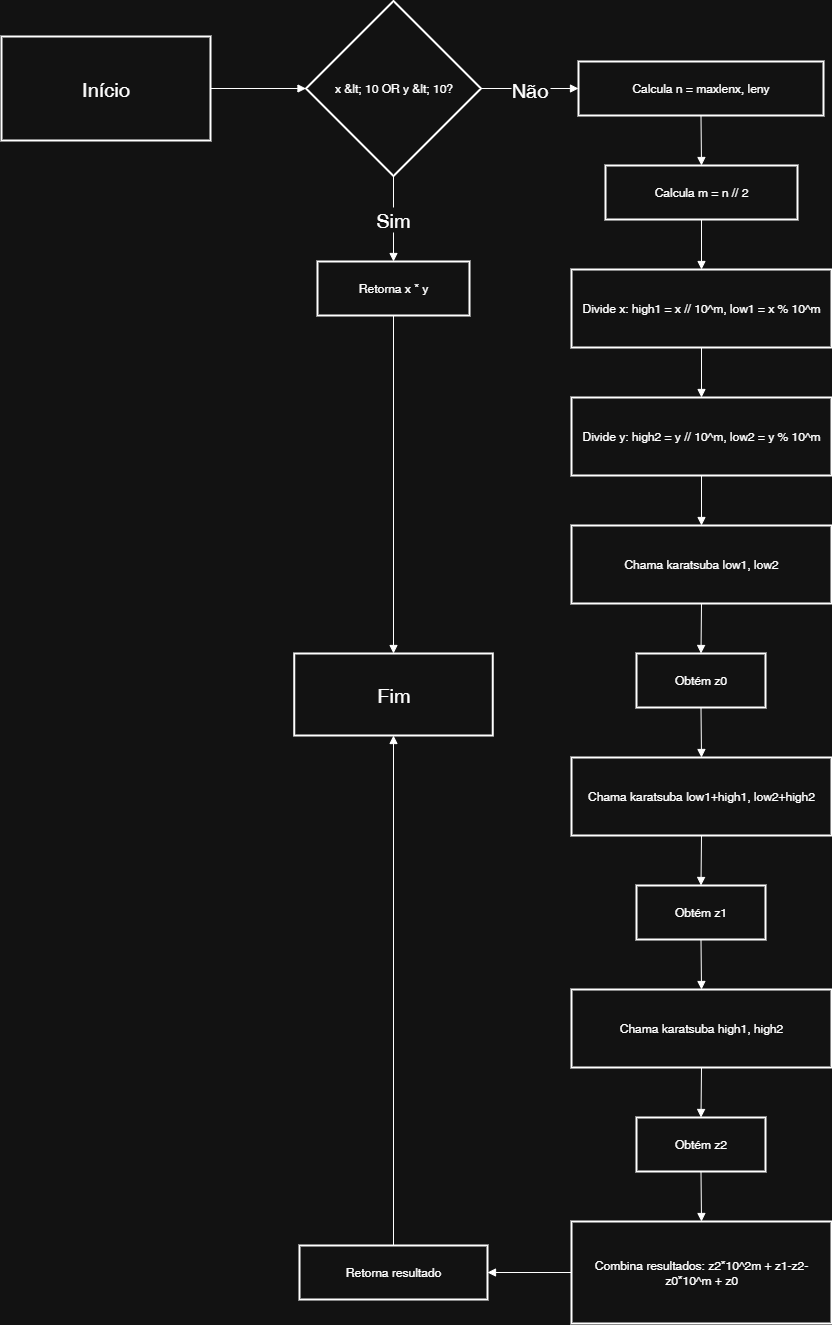 Início
x &lt; 10 OR y &lt; 10?
Não
Calcula n = maxlenx, leny
Calcula m = n // 2
Sim
Retorna x * y
Divide x: high1 = x // 10^m, low1 = x % 10^m
Divide y: high2 = y // 10^m, low2 = y % 10^m
Chama karatsuba low1, low2
Obtém z0
Fim
Chama karatsuba low1+high1, low2+high2
Obtém z1
Chama karatsuba high1, high2
Obtém z2
Combina resultados: z2*10^2m + z1-z2-
z0*10^m + z0
Retorna resultado